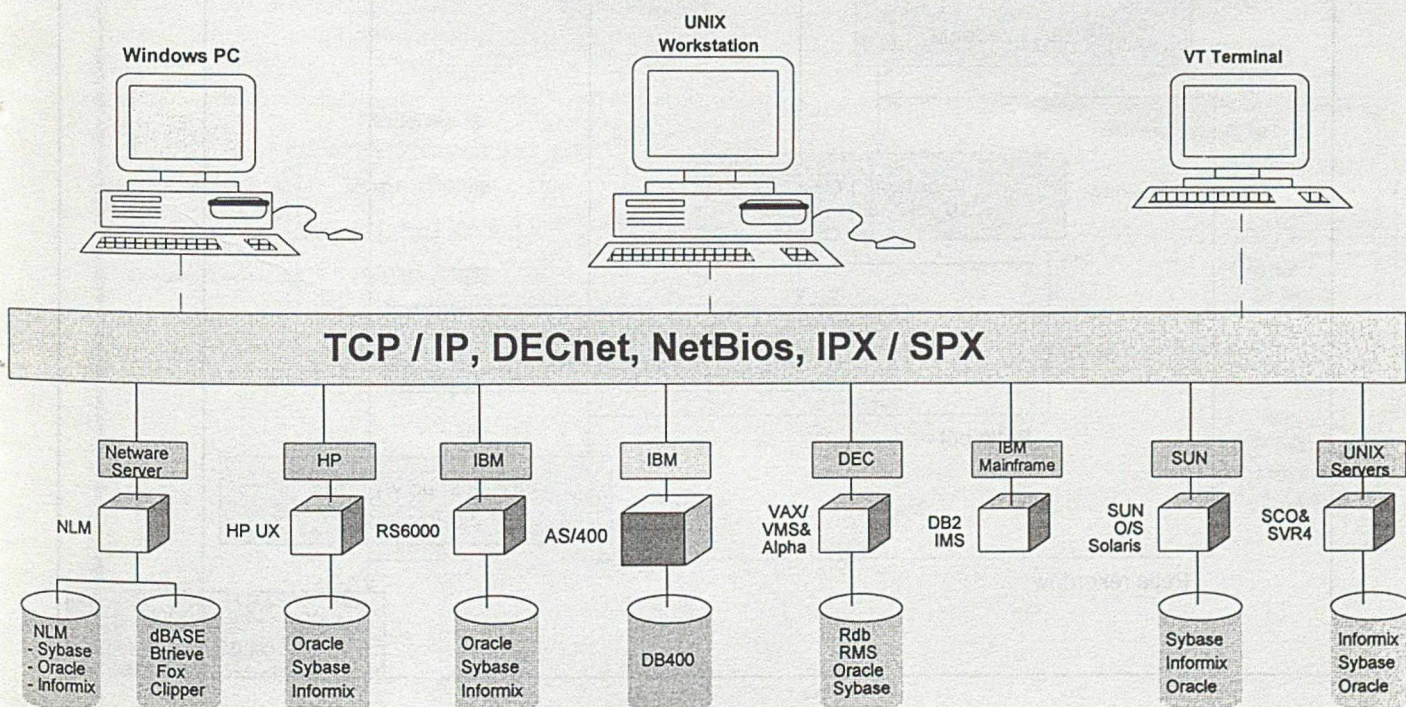 UNIX
Workstation
Windows PC
VT Terminal
TCP / IP, DECnet, NetBios, IPX / SPX
Netware
Server
HP
IBM
IBM
DEC
IBM
Mainframe
SUN
UNIX
Servers
NLM
HP UX
RS6000
AS/400
VAX/
VMS&
Alpha
DB2
IMS
SUN
O/S
Solaris
SCO&
SVR4
NLM
- Sybase
- Oracle
- Informix
dBASE
Btrieve
Fox
Clipper
Oracle
Sybase
Informix
Oracle
Sybase
Informix
DB400
Rdb
RMS
Oracle
Sybase
Sybase
Informix
Oracle
Informix
Sybase
Oracle